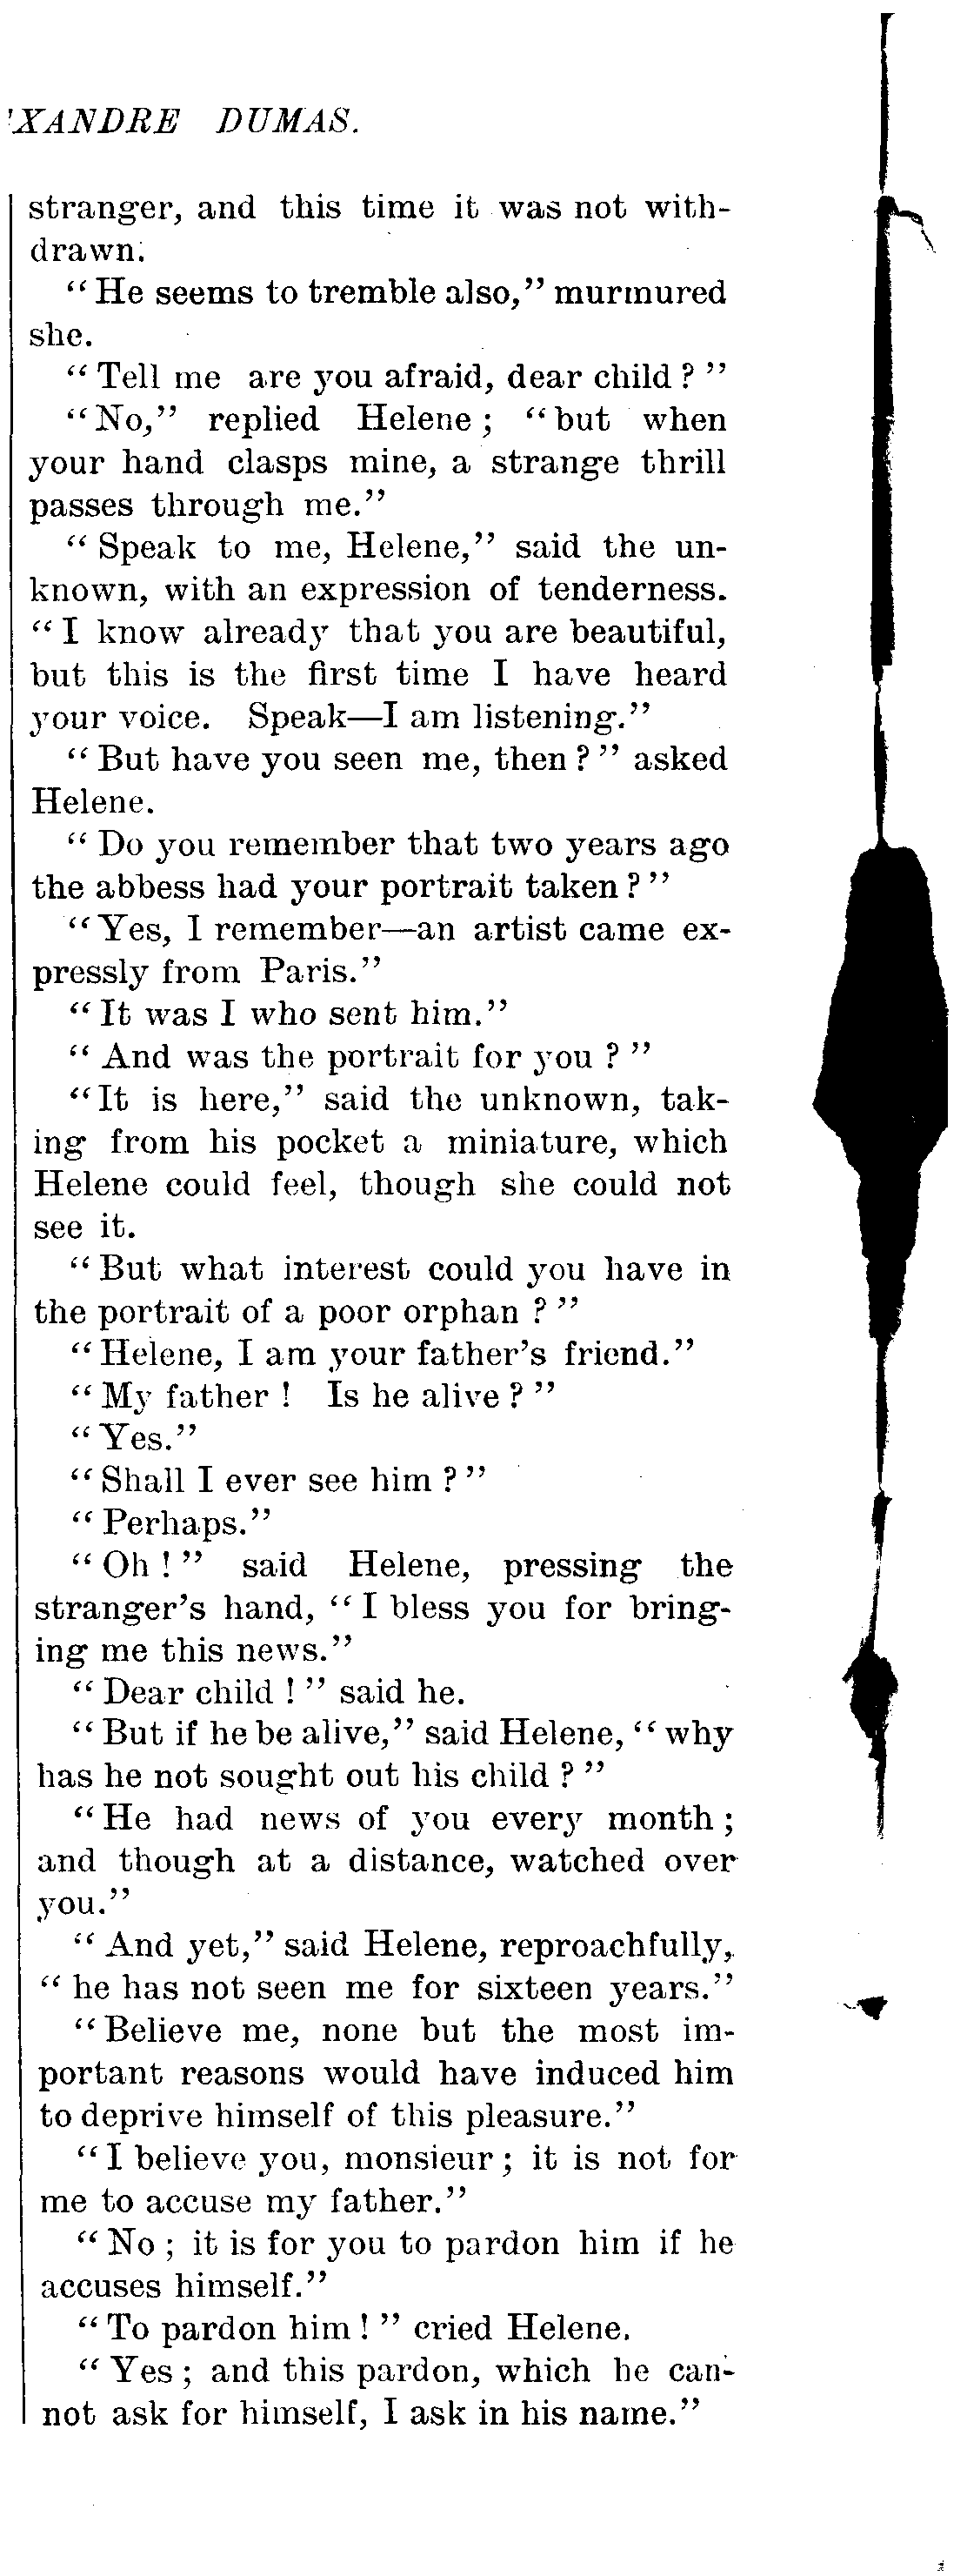 'XANDRE DUMAS.
stranger, and this time it was not with-
drawn.
"He seems to tremble also," murmured
she.
"Tell me are you afraid, dear child?"
"No," replied Helene; "but when
your hand clasps mine, a strange thrill
passes through me."
"Speak to me, Helene," said the un-
known, with an expression of tenderness.
"I know already that you are beautiful,
but this is the first time I have heard
your voice. Speak—I am listening."
"But have you seen me, then?" asked
Helene.
"Do you remember that two years ago
the abbess had your portrait taken?"
"Yes, I remember—an artist came ex-
pressly from Paris."
"It was I who sent him."
"And was the portrait for you?"
"It is here," said the unknown, tak-
ing from his pocket a miniature, which
Helene could feel, though she could not
see it.
"But what interest could you have in
the portrait of a poor orphan?"
"Helene, I am your father's friend."
"My father! Is he alive?"
"Yes."
"Shall I ever see him?"
"Perhaps."
"Oh!" said Helene, pressing the
stranger's hand, "I bless you for bring-
ing me this news."
"Dear child!" said he.
"But if he be alive," said Helene, "why
has he not sought out his child?"
"He had news of you every month;
and though at a distance, watched over
you."
"And yet," said Helene, reproachfully,
"he has not seen me for sixteen years."
"Believe me, none but the most im-
portant reasons would have induced him
to deprive himself of this pleasure."
"I believe you, monsieur; it is not for
me to accuse my father."
"No; it is for you to pardon him if he
accuses himself."
"To pardon him!" cried Helene.
"Yes; and this pardon, which he can-
not ask for himself, I ask in his name."